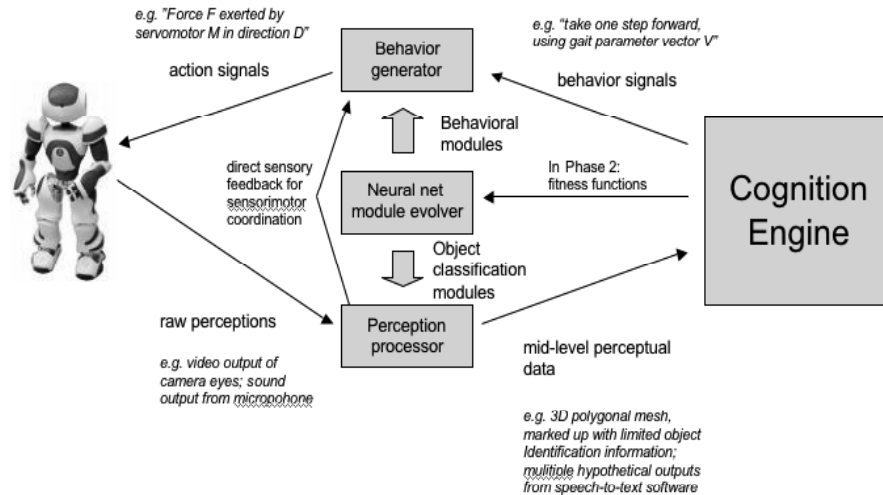 e.g. "Force F exerted by
servomotor M in direction D"
action signals
Behavior
generator
e.g. "take one step forward,
using gait parameter vector V"
behavior signals
Behavioral
modules
direct sensory
feedback for
sensorimotor
coordination
Neural net
module evolver
In Phase 2:
fitness functions
Cognition
Engine
Object
classification
modules
raw perceptions
Perception
processor
e.g. video output of
camera eyes; sound
output from micropohone
mid-level perceptual
data
e.g. 3D polygonal mesh,
marked up with limited object
Identification information;
mulitiple hypothetical outputs
from speech-to-text software